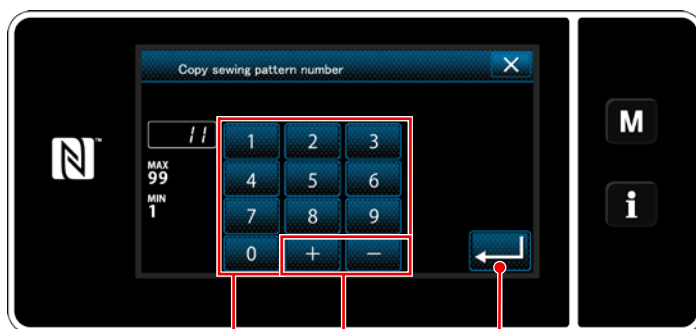 Copy sewing pattern number
11
MAX
99
MIN
1
1 2 3
4 5 6
7 8 9
0 + −
M
i
N
™